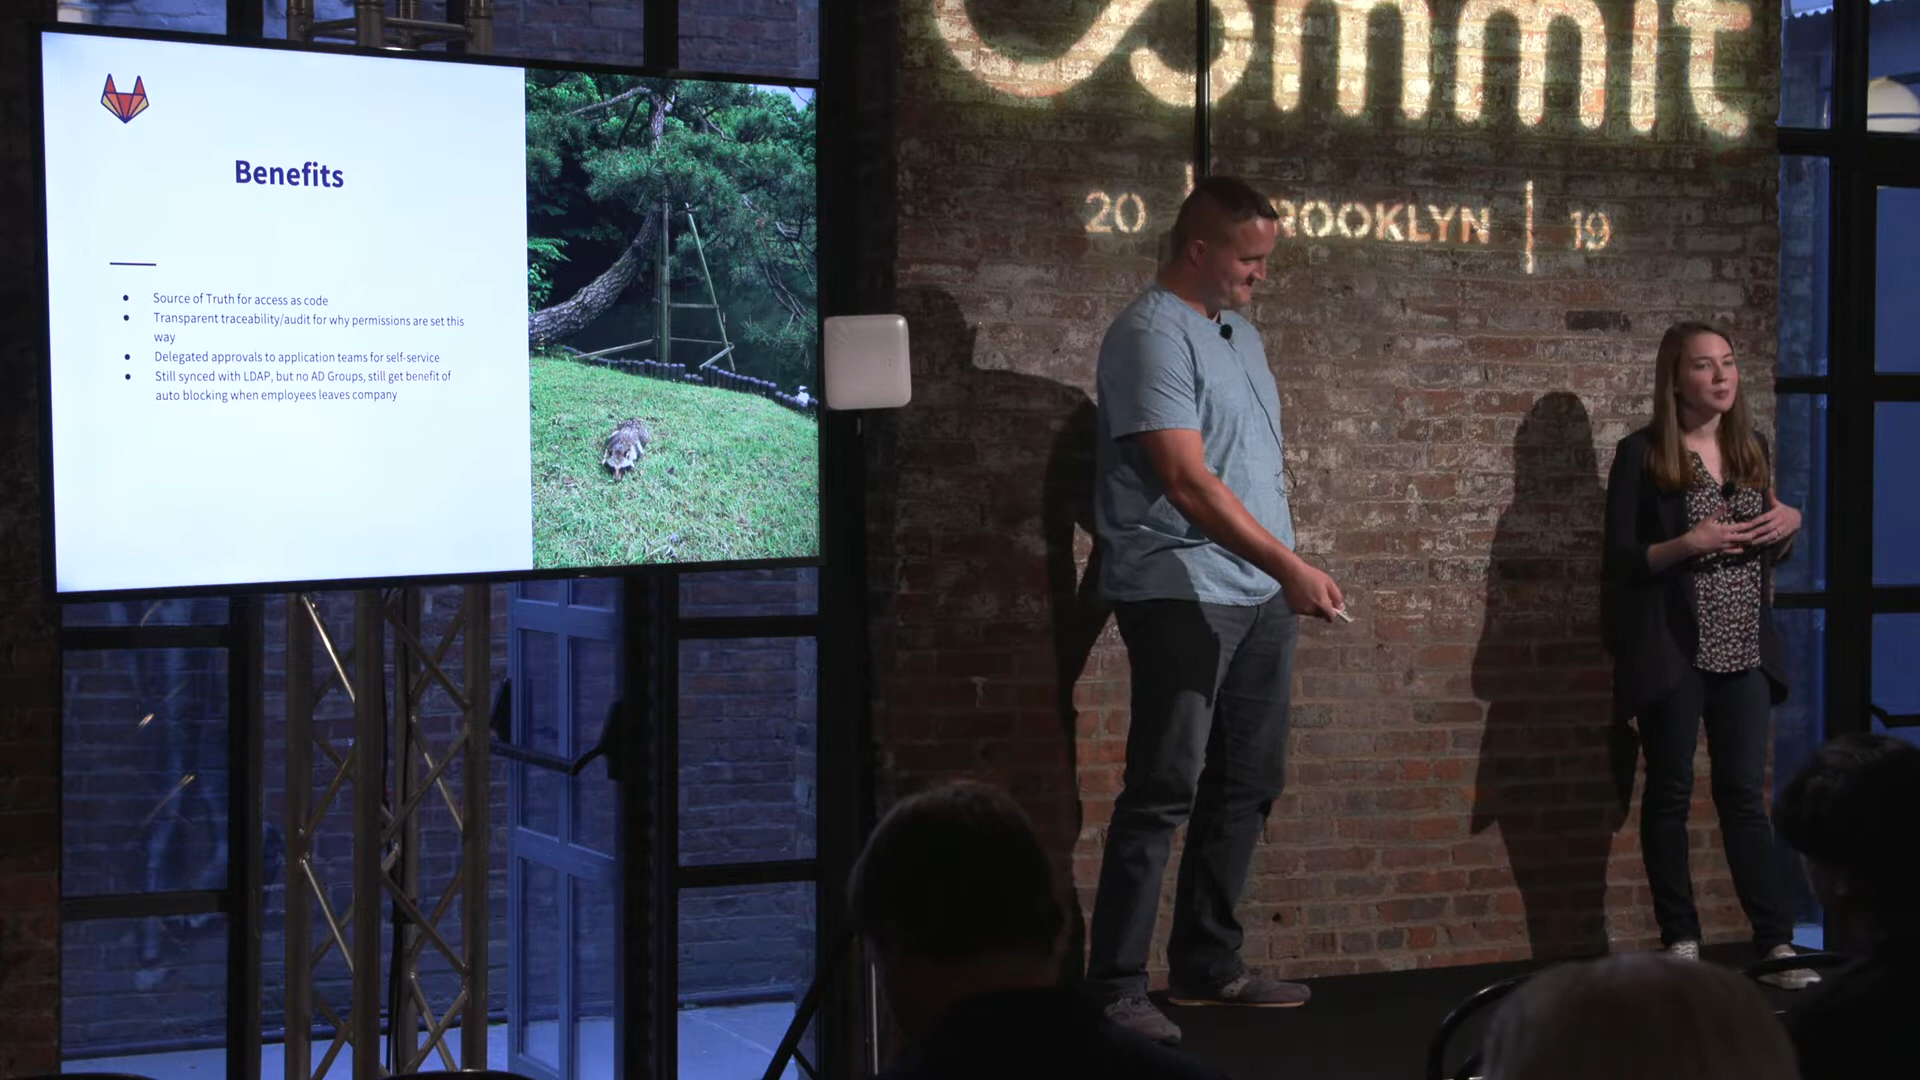 Benefits
Source of Truth for access as code
Transparent traceability/audit for why permissions are set this
way
Delegated approvals to application teams for self-service
Still synced with LDAP, but no AD Groups, still get benefit of
auto blocking when employees leaves company
Commit
20 ROOKLYN 19